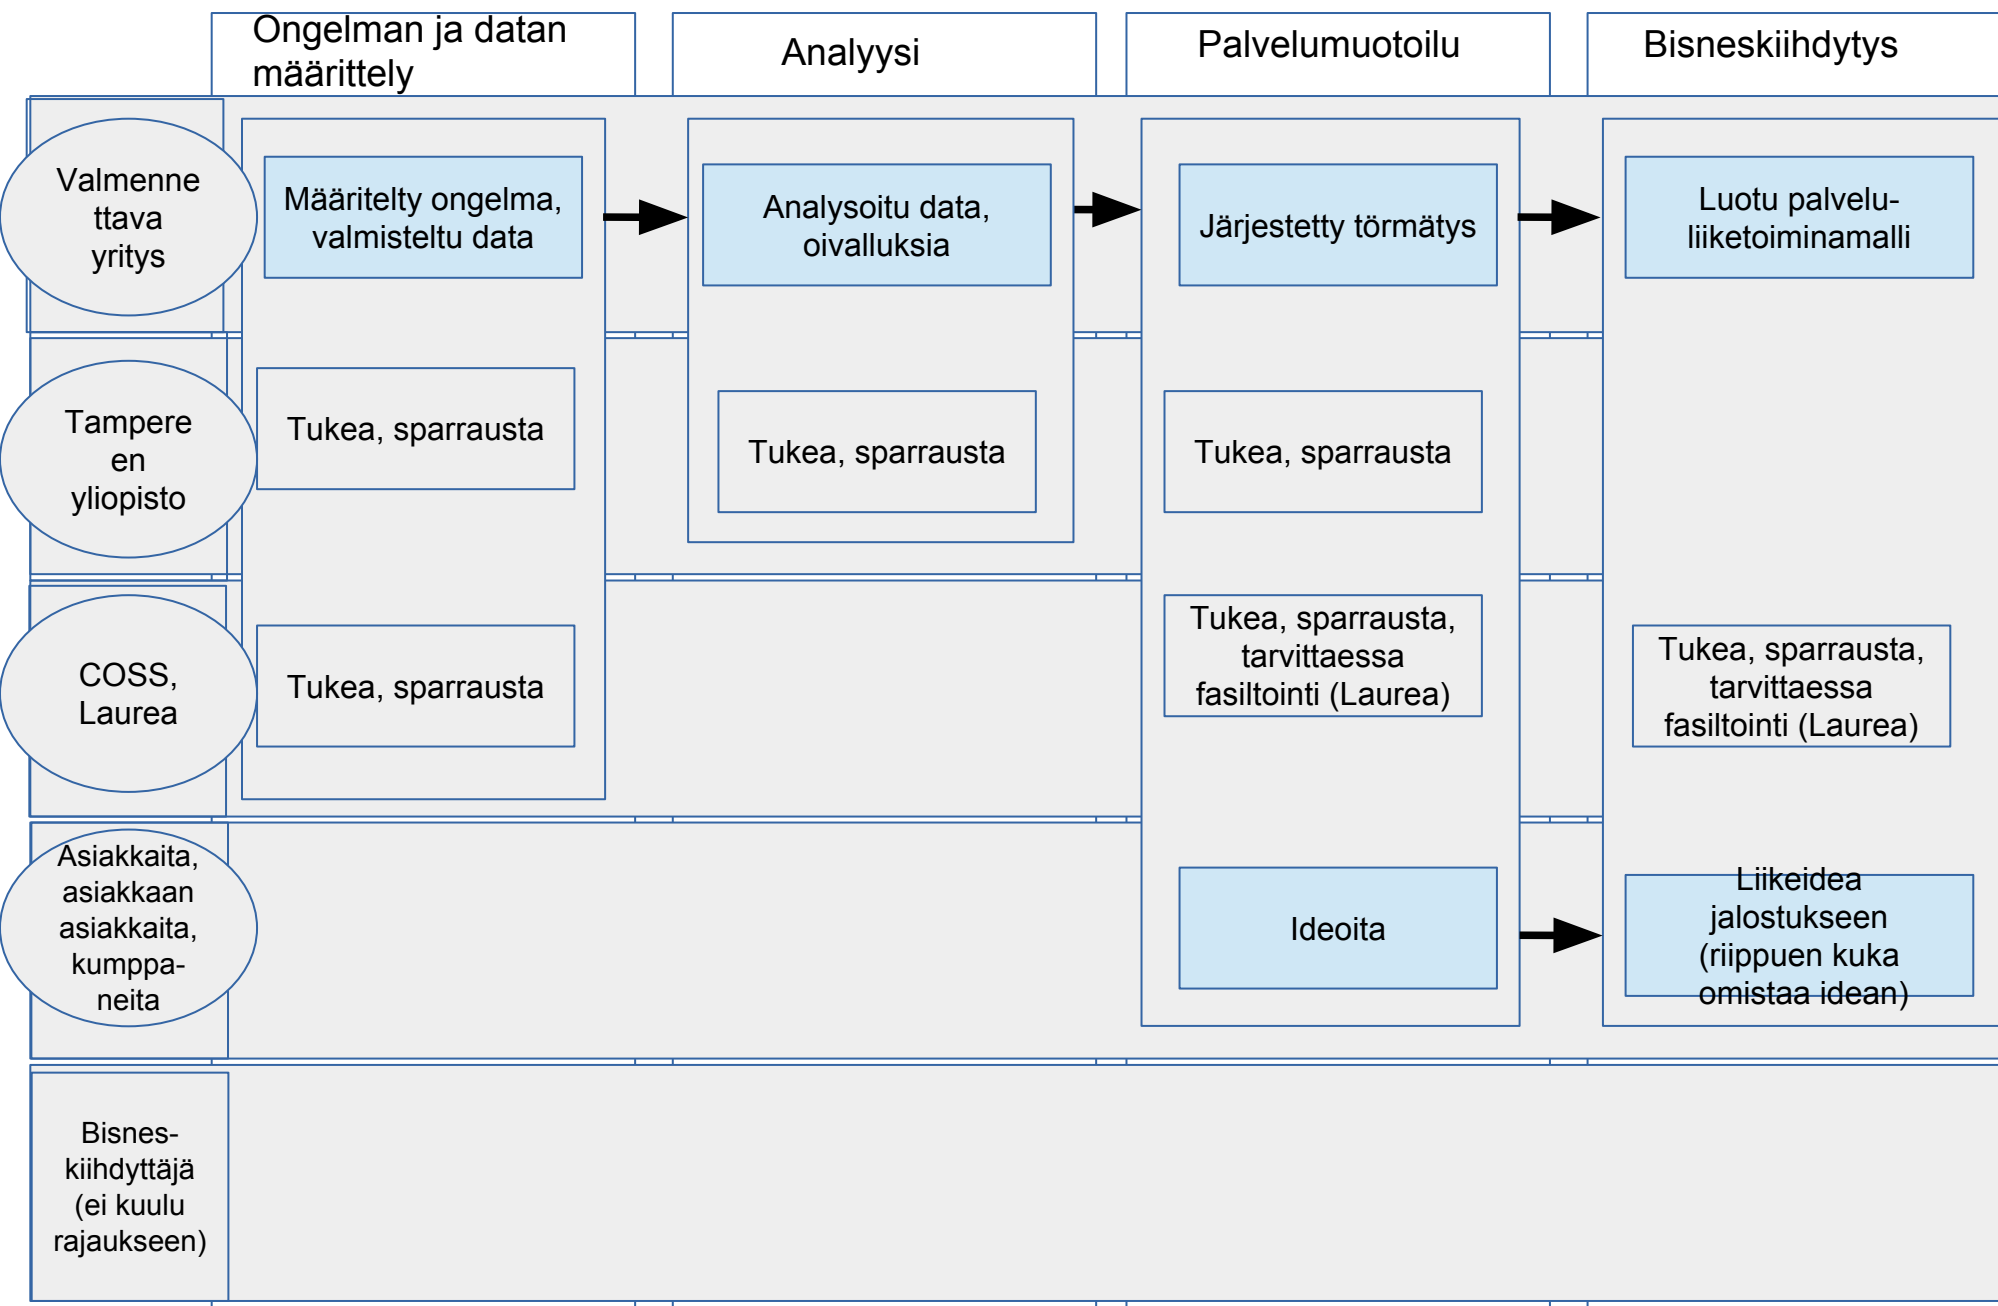 Ongelman ja datan
määrittely
Analyysi
Palvelumuotoilu
Bisneskiihdytys
Valmenne
ttava
yritys
Määritelty ongelma,
valmisteltu data
Analysoitu data,
oivalluksia
Järjestetty törmätys
Luotu palvelu-
liiketoiminamalli
Tampere
en
yliopisto
Tukea, sparrausta
Tukea, sparrausta
Tukea, sparrausta
COSS,
Laurea
Tukea, sparrausta
Tukea, sparrausta,
tarvittaessa
fasiltointi (Laurea)
Tukea, sparrausta,
tarvittaessa
fasiltointi (Laurea)
Asiakkaita,
asiakkaan
asiakkaita,
kumppa-
neita
Ideoita
Liikeidea
jalostukseen
(riippuen kuka
omistaa idean)
Bisnes-
kiihdyttäjä
(ei kuulu
rajaukseen)